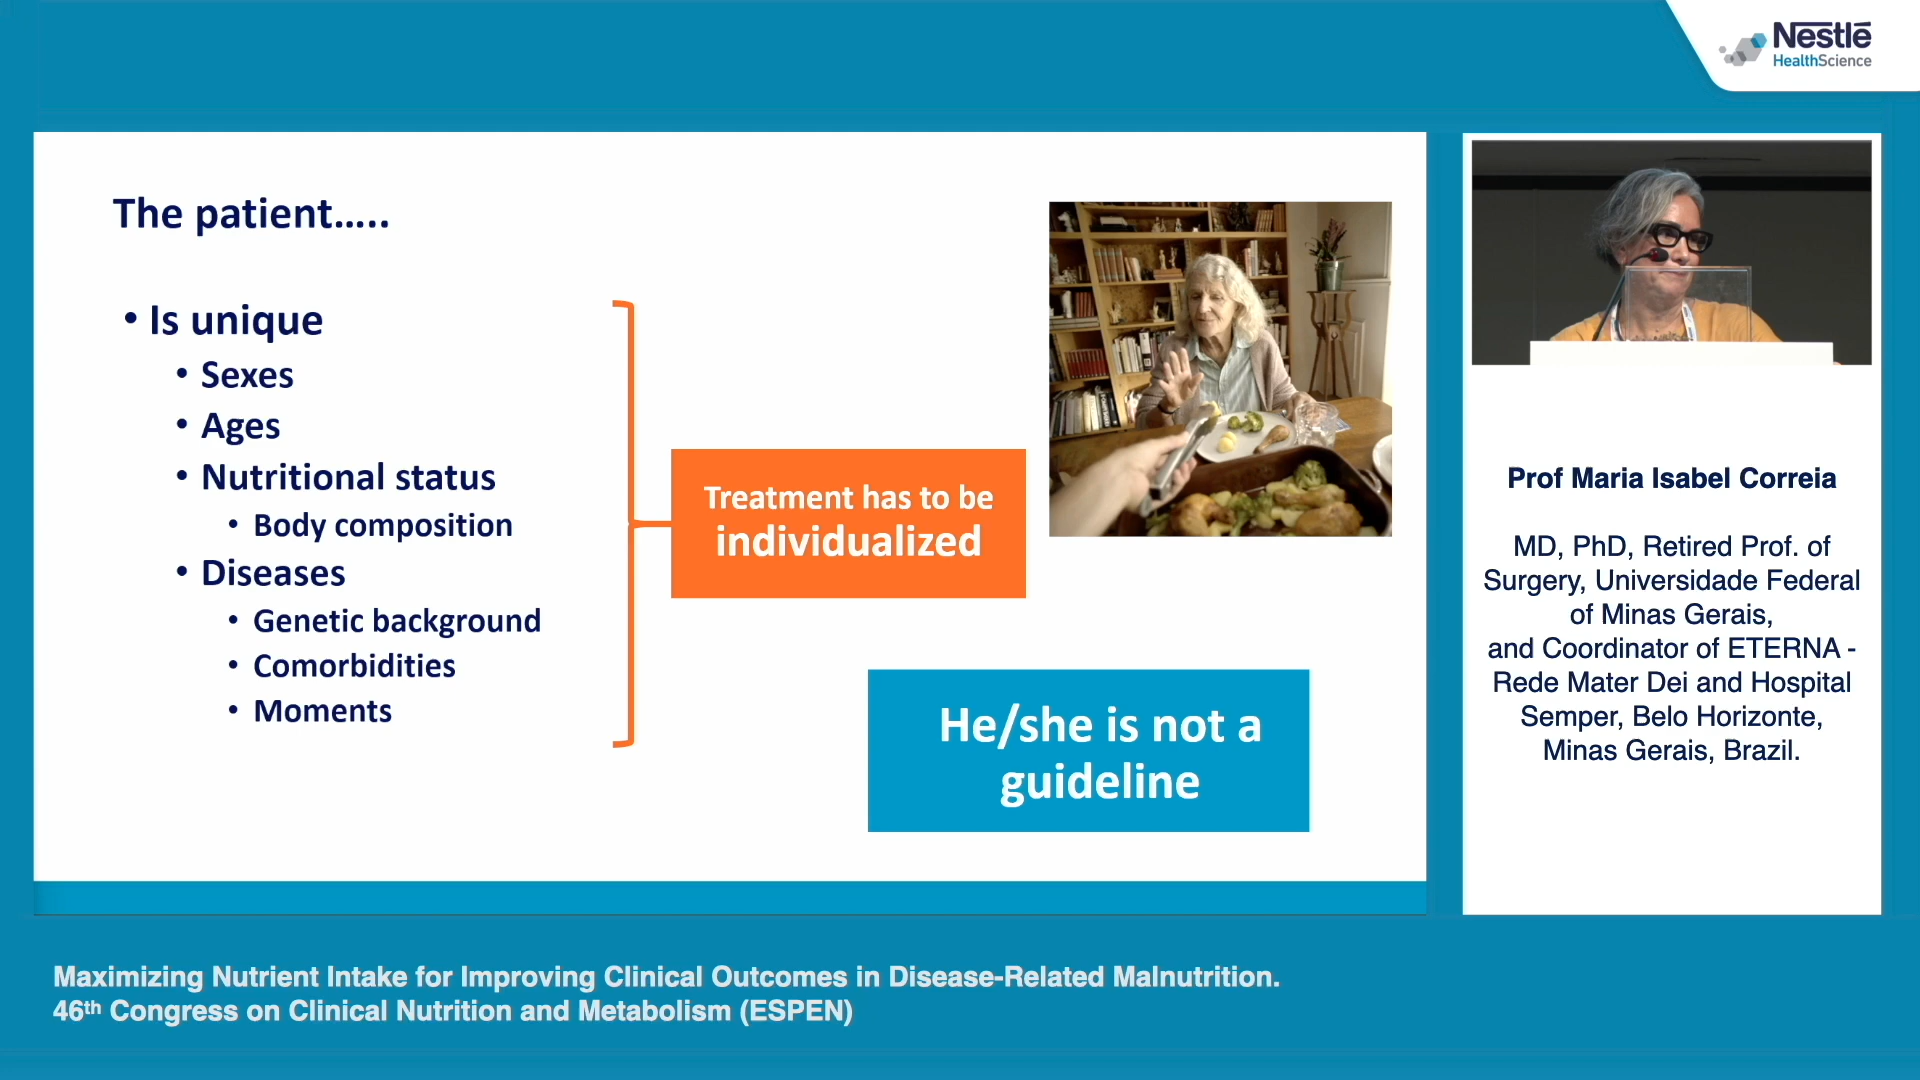 Nestlé
HealthScience
The patient.....
• Is unique
• Sexes
• Ages
• Nutritional status
• Body composition
• Diseases
• Genetic background
• Comorbidities
• Moments
Treatment has to be
individualized
He/she is not a
guideline
Prof Maria Isabel Correia
MD, PhD, Retired Prof. of
Surgery, Universidade Federal
of Minas Gerais,
and Coordinator of ETERNA -
Rede Mater Dei and Hospital
Semper, Belo Horizonte,
Minas Gerais, Brazil.
Maximizing Nutrient Intake for Improving Clinical Outcomes in Disease-Related Malnutrition.
46th Congress on Clinical Nutrition and Metabolism (ESPEN)